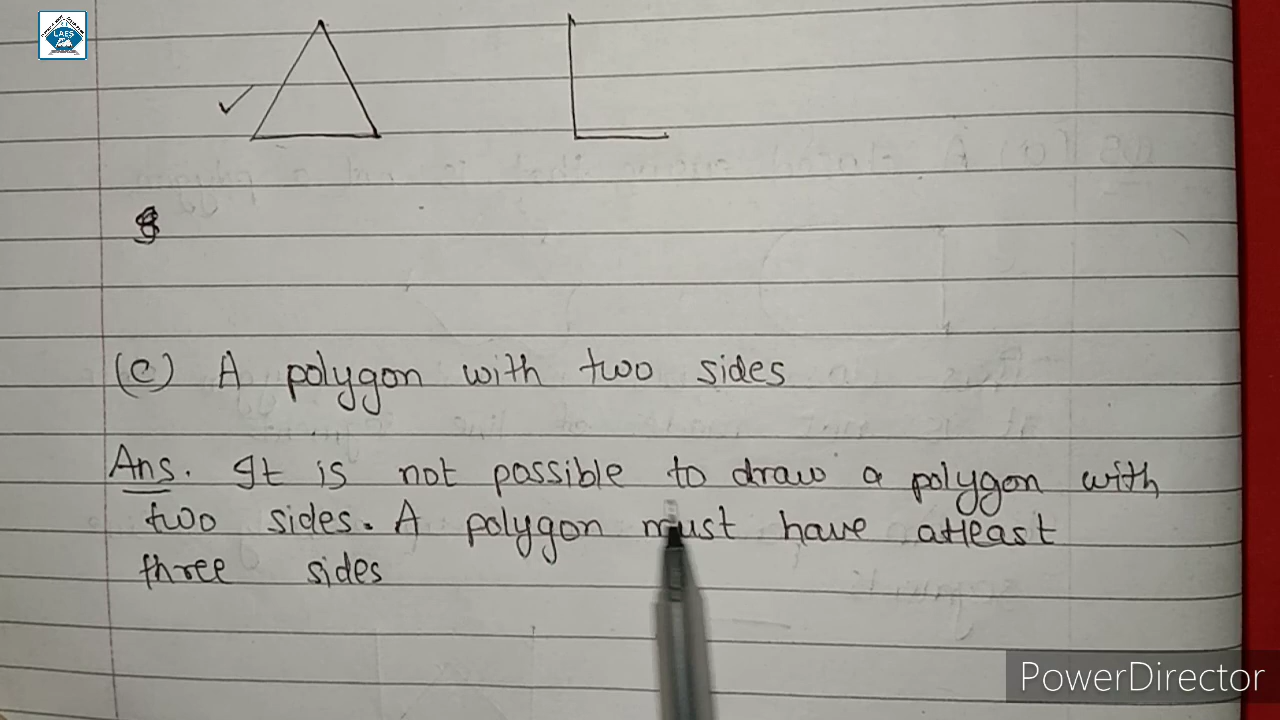 LAES
(c) A polygon with two sides
Ans. It is not possible to draw a polygon with
two sides. A polygon must have atleast
three sides
PowerDirector